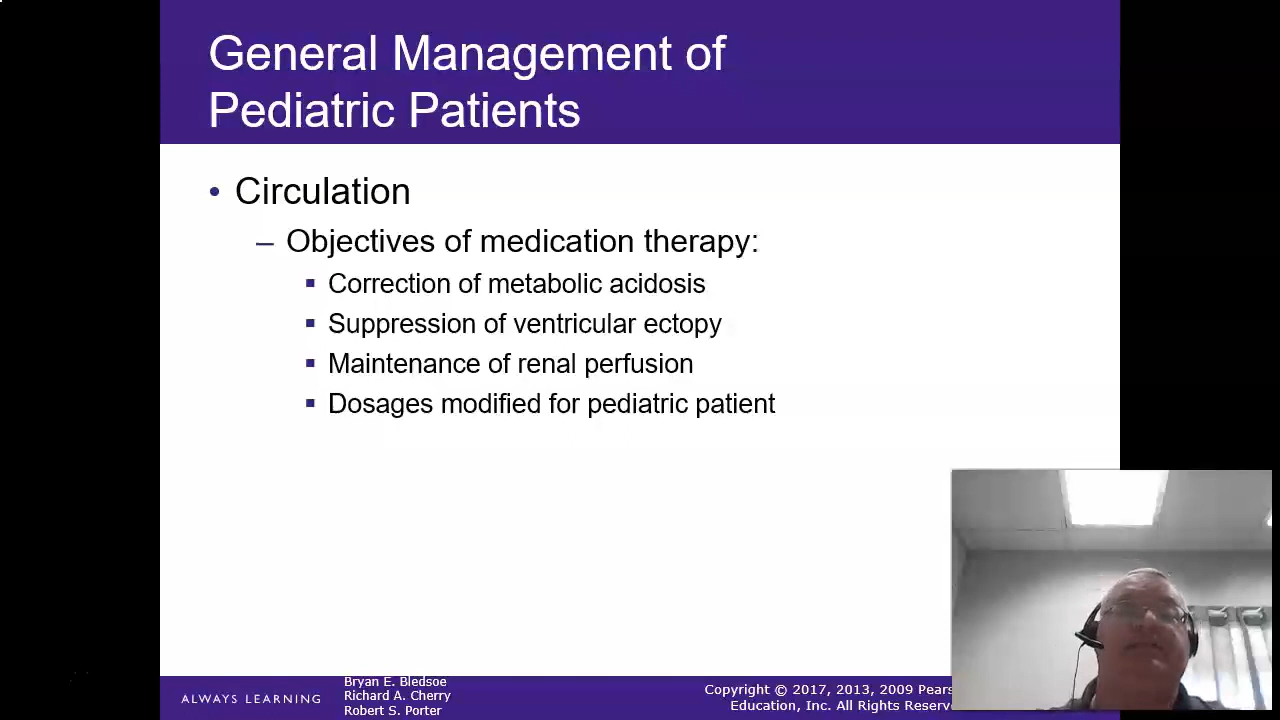 General Management of
Pediatric Patients
• Circulation
– Objectives of medication therapy:
▪ Correction of metabolic acidosis
▪ Suppression of ventricular ectopy
▪ Maintenance of renal perfusion
▪ Dosages modified for pediatric patient
ALWAYS LEARNING
Bryan E. Bledsoe
Richard A. Cherry
Robert S. Porter
Copyright © 2017, 2013, 2009
Education, Inc. All Rights